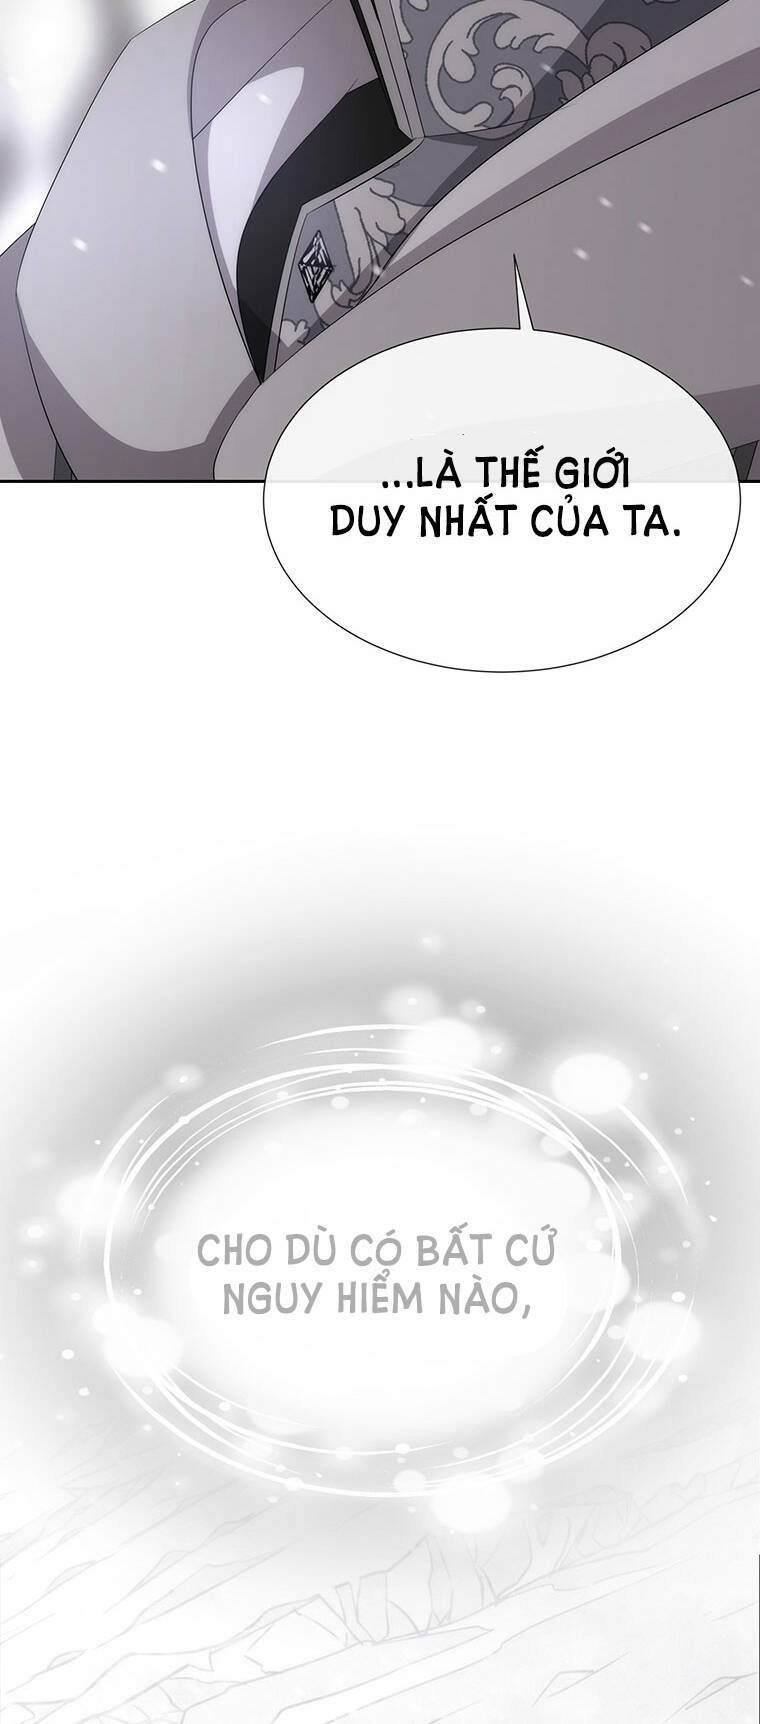 ...LÀ THẾ GIỚI
DUY NHẤT CỦA TA.
CHO DÙ CÓ BẤT CỨ
NGUY HIỂM NÀO,